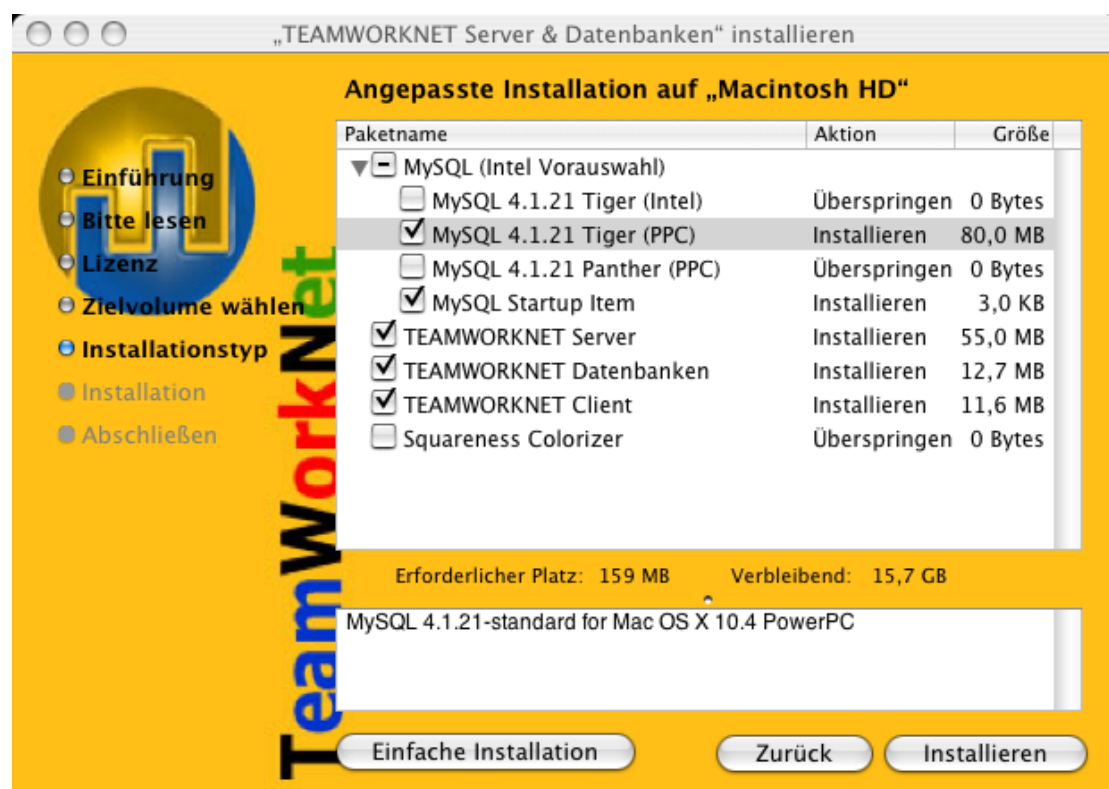 „TEAMWORKNET Server & Datenbanken“ installieren
Angepasste Installation auf „Macintosh HD“
Einführung
Bitte lesen
Lizenz
Zielvolume wählen
Installationstyp
Installation
Abschließen
TeamWorkNet
Paketname Aktion Größe
MySQL (Intel Vorauswahl)
MySQL 4.1.21 Tiger (Intel) Überspringen 0 Bytes
MySQL 4.1.21 Tiger (PPC) Installieren 80,0 MB
MySQL 4.1.21 Panther (PPC) Überspringen 0 Bytes
MySQL Startup Item Installieren 3,0 KB
TEAMWORKNET Server Installieren 55,0 MB
TEAMWORKNET Datenbanken Installieren 12,7 MB
TEAMWORKNET Client Installieren 11,6 MB
Squareness Colorizer Überspringen 0 Bytes
Erforderlicher Platz: 159 MB Verbleibend: 15,7 GB
MySQL 4.1.21-standard for Mac OS X 10.4 PowerPC
Einfache Installation Zurück Installieren